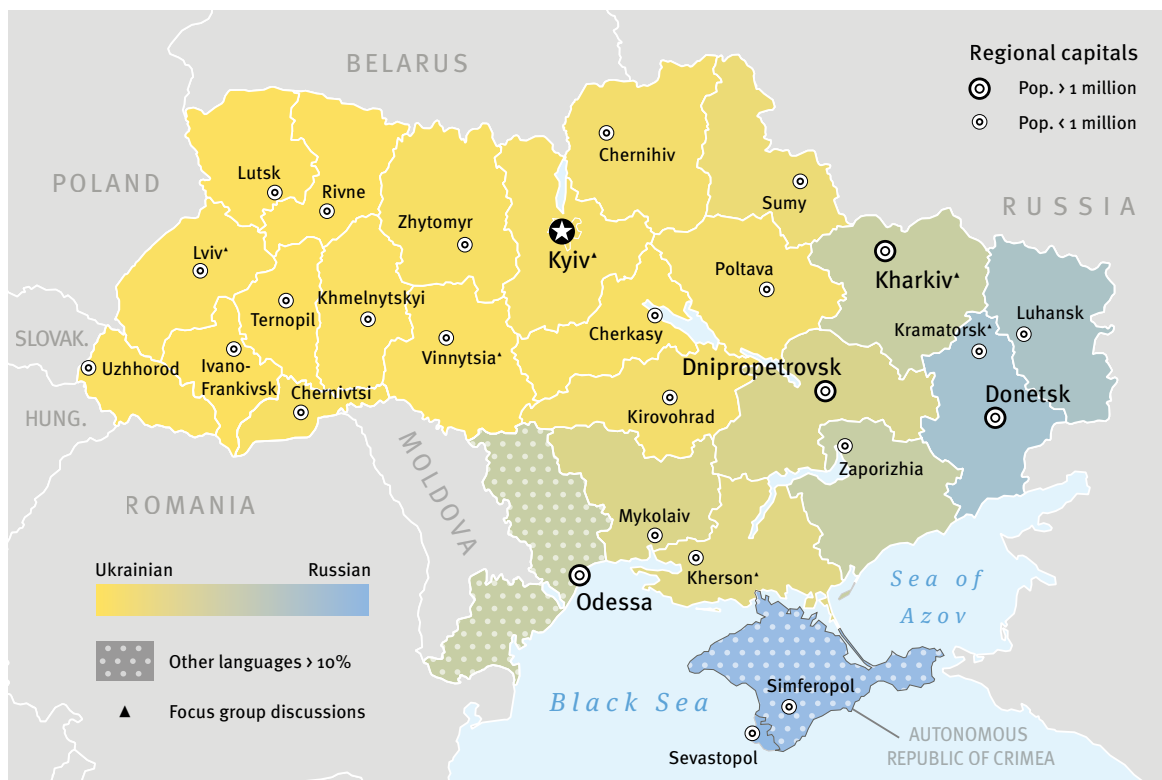 BELARUS
Regional capitals
Pop. > 1 million
Pop. < 1 million
POLAND
RUSSIA
Chernihiv
Lutsk
Rivne
Sumy
Zhytomyr
Lviv▲
Kyiv▲
Poltava
Kharkiv▲
Khmelnytskyi
Ternopil
Cherkasy
Kramatorsk▲
Luhansk
SLOVAK.
Uzhhorod
Ivano-
Frankivsk
Vinnytsia▲
Dnipropetrovsk
Chernivtsi
Kirovohrad
Donetsk
HUNG.
MOLDOVA
Zaporizhia
ROMANIA
Mykolaiv
Kherson▲
Ukrainian
Russian
Odessa
Sea of
Azov
Other languages > 10%
Simferopol
Black Sea
▲ Focus group discussions
Sevastopol
AUTONOMOUS
REPUBLIC OF CRIMEA